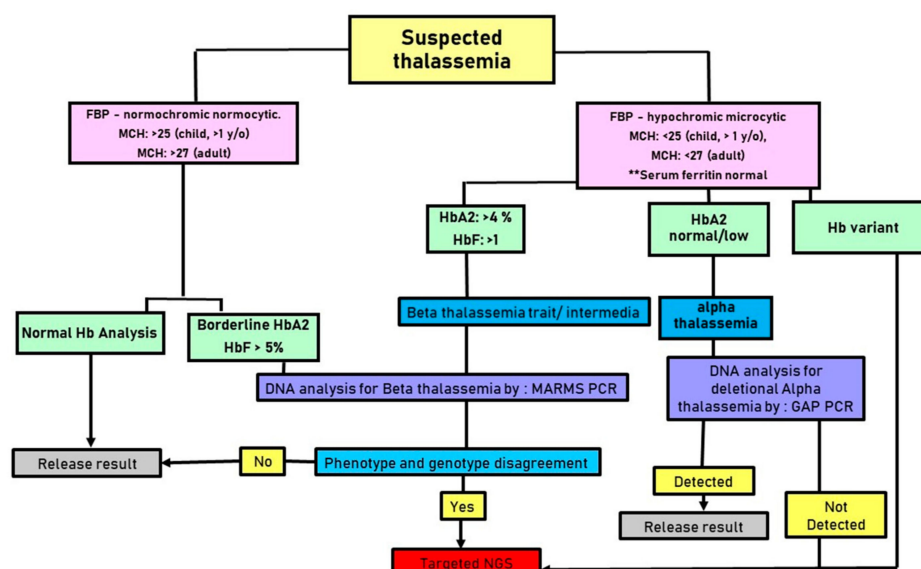 Suspected
thalassemia
FBP - normochromic normocytic.
MCH: >25 (child, >1 y/o)
MCH: >27 (adult)
FBP - hypochromic microcytic
MCH: <25 (child, > 1 y/o),
MCH: <27 (adult)
**Serum ferritin normal
HbA2: >4 %
HbF: >1
HbA2
normal/low
Hb variant
Beta thalassemia trait/ intermedia
alpha
thalassemia
Normal Hb Analysis
Borderline HbA2
HbF > 5%
DNA analysis for Beta thalassemia by : MARMS PCR
DNA analysis for
deletional Alpha
thalassemia by : GAP PCR
Release result
No
Phenotype and genotype disagreement
Detected
Yes
Not
Detected
Release result
Targeted NGS